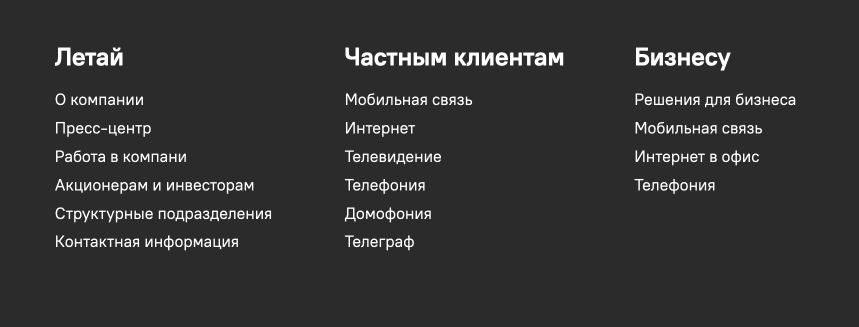 Летай
О компании
Пресс-центр
Работа в компани
Акционерам и инвесторам
Структурные подразделения
Контактная информация
Частным клиентам
Мобильная связь
Интернет
Телевидение
Телефония
Домофония
Телеграф
Бизнесу
Решения для бизнеса
Мобильная связь
Интернет в офис
Телефония